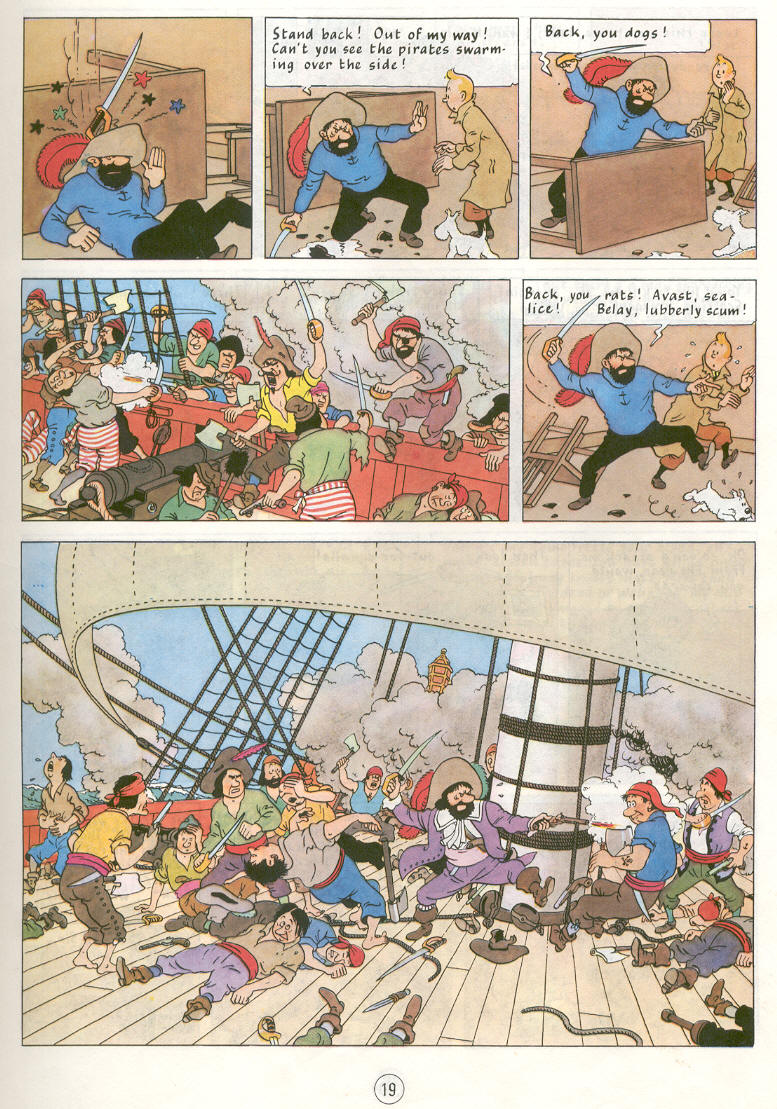 Stand back! Out of my way!
Can't you see the pirates swarm-
ing over the side!
Back, you dogs!
Back, you rats! Avast, sea-
lice! Belay, lubberly scum!
19